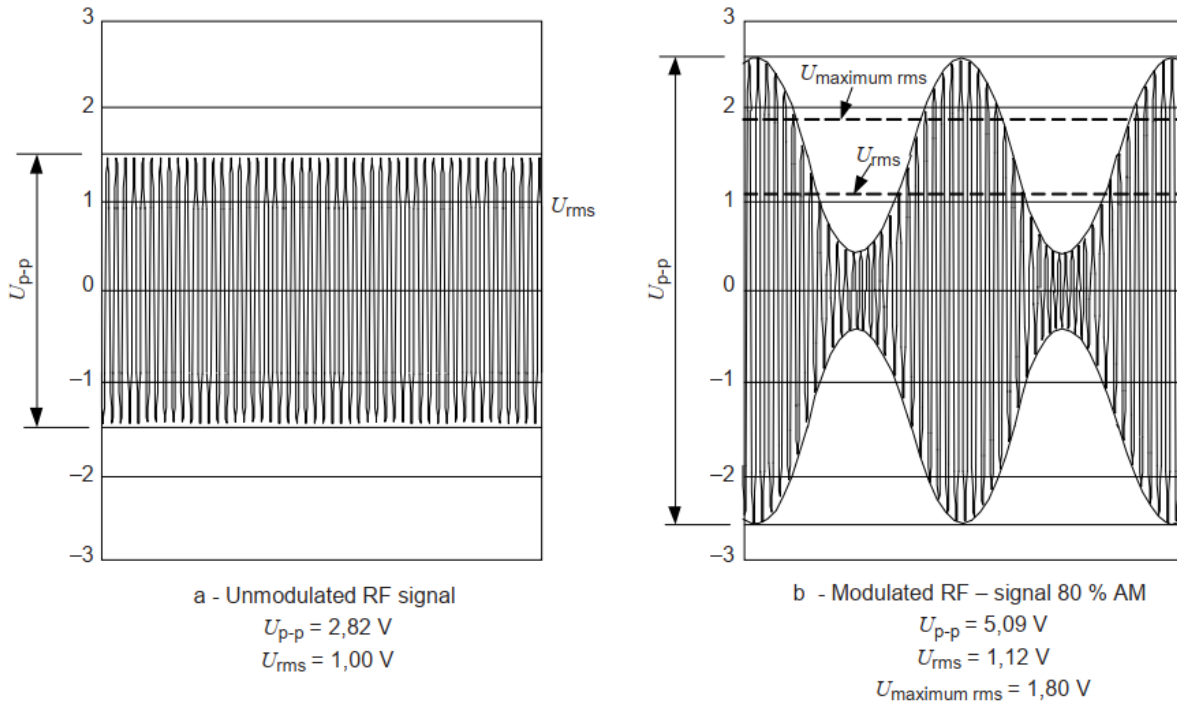 3
2
1
0
–1
–2
–3
Up-p
Urms
a - Unmodulated RF signal
Up-p = 2,82 V
Urms = 1,00 V
3
2
1
0
–1
–2
–3
Up-p
Umaximum rms
Urms
b - Modulated RF – signal 80 % AM
Up-p = 5,09 V
Urms = 1,12 V
Umaximum rms = 1,80 V